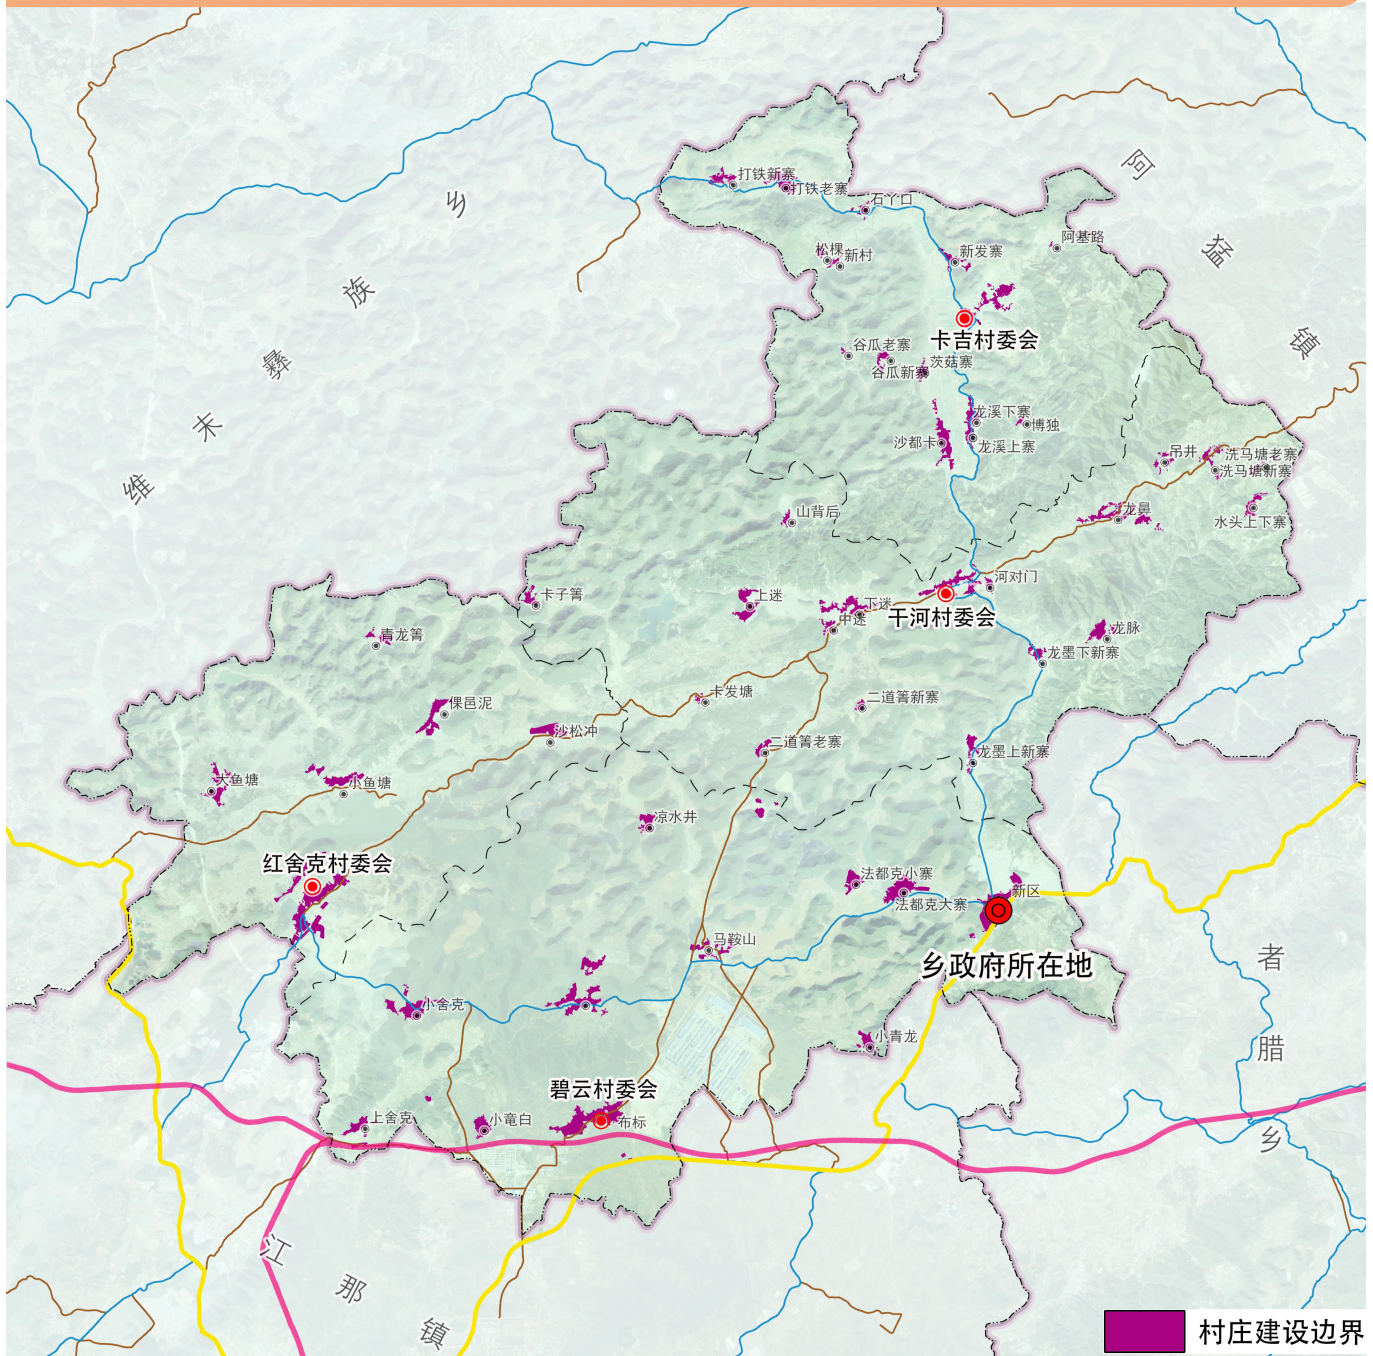 阿猛镇
维末彝族乡
打铁新寨
打铁老寨
石丫口
松棵
新村
新发寨
阿基路
卡吉村委会
谷瓜老寨
谷瓜新寨
茨菇寨
龙溪下寨
博独
沙都卡
龙溪上寨
吊井
洗马塘老寨
洗马塘新寨
山背后
龙鼻
水头上下寨
卡子箐
上迷
下迷
中迷
河对门
干河村委会
青龙箐
龙脉
龙墨下新寨
倮邑泥
卡发塘
二道箐新寨
沙松冲
二道箐老寨
龙墨上新寨
大鱼塘
小鱼塘
凉水井
红舍克村委会
法都克小寨
法都克大寨
新区
马鞍山
乡政府所在地
者腊乡
小舍克
小青龙
碧云村委会
上舍克
小竜白
布标
江那镇
村庄建设边界